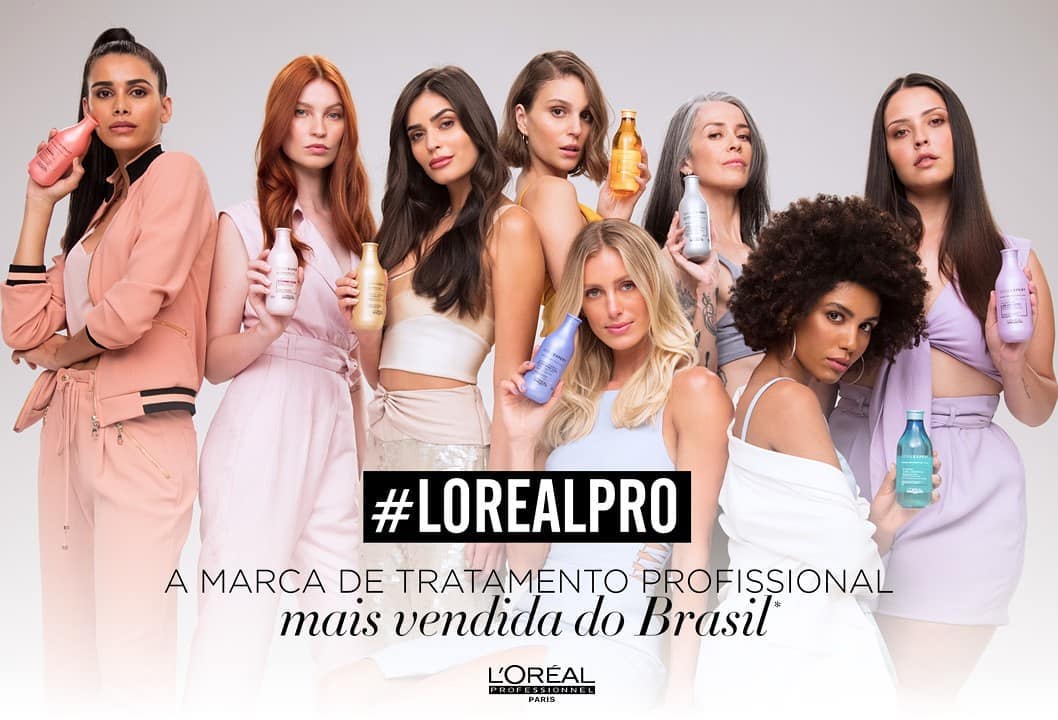 #LOREALPRO
A MARCA DE TRATAMENTO PROFISSIONAL
mais vendida do Brasil*
L'ORÉAL
PROFESSIONNEL
PARIS